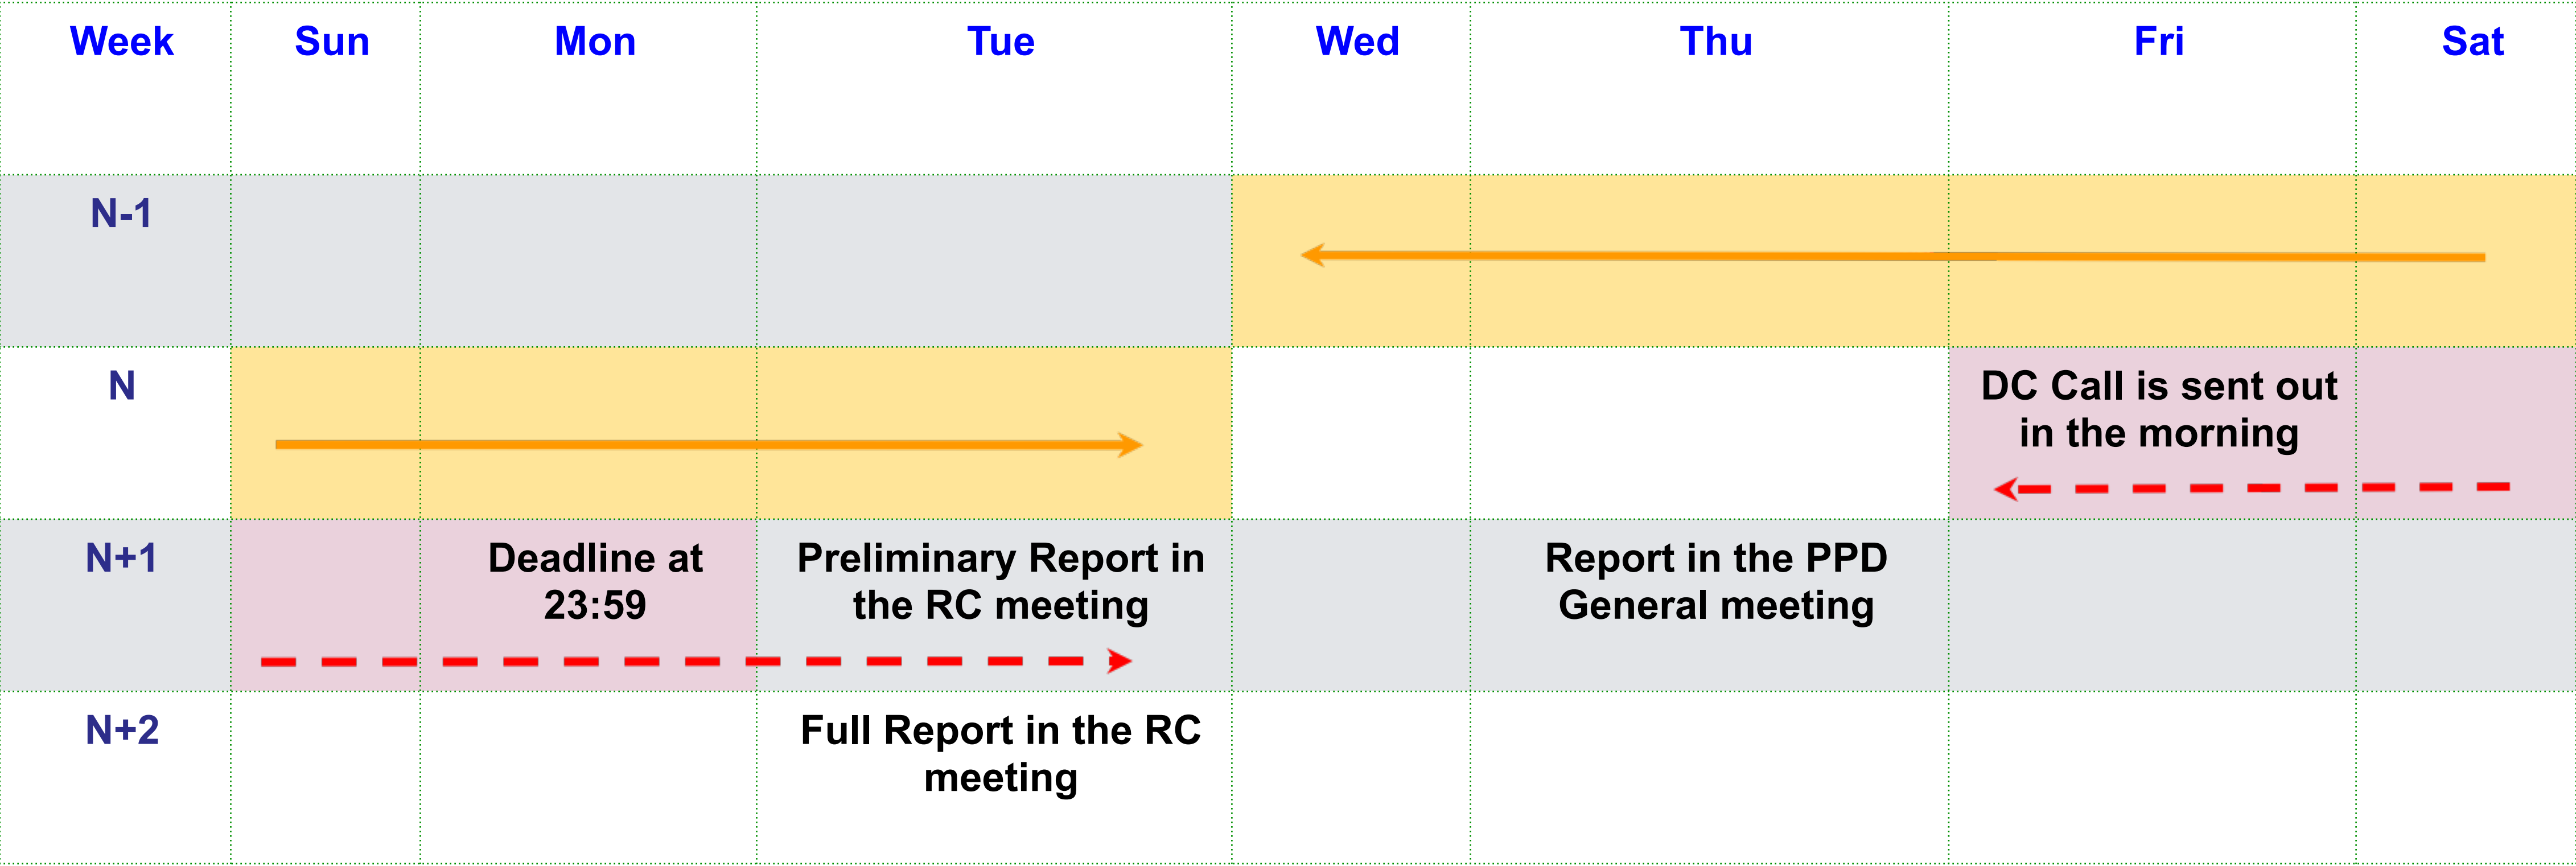 Week Sun Mon Tue Wed Thu Fri Sat
N-1
N
DC Call is sent out
in the morning
N+1
Deadline at
23:59
Preliminary Report in
the RC meeting
Report in the PPD
General meeting
N+2
Full Report in the RC
meeting